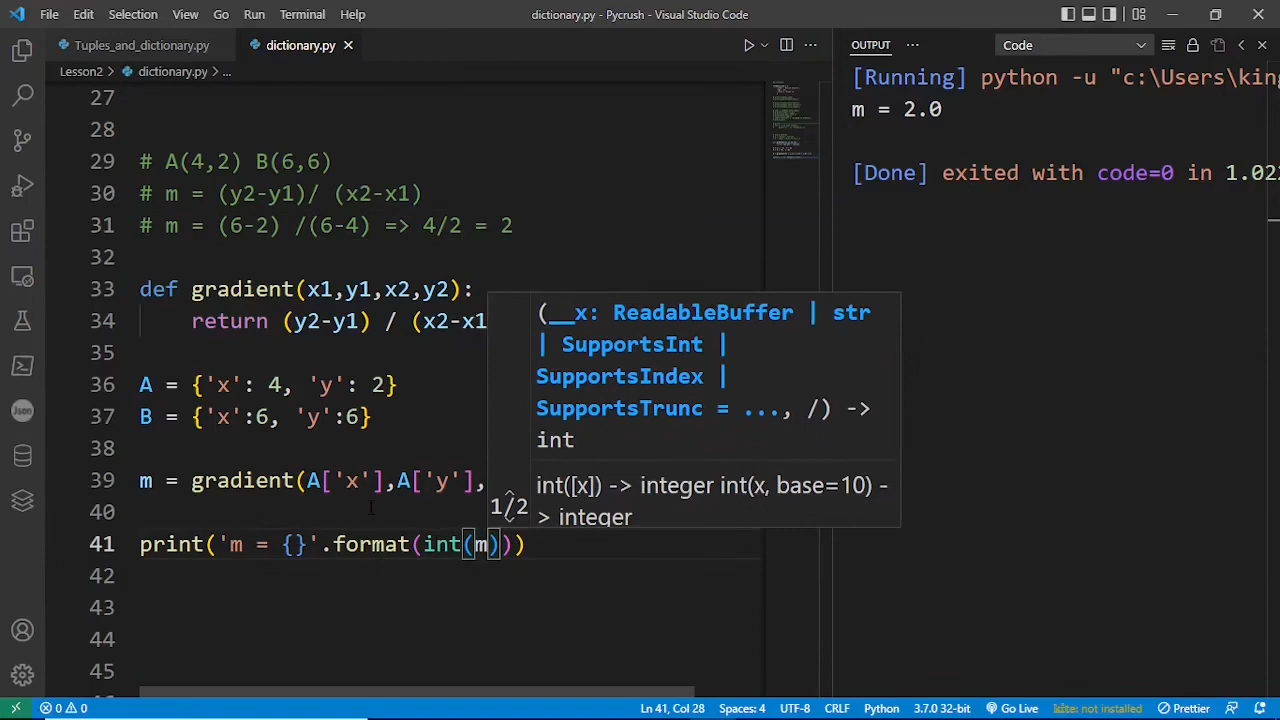 File Edit Selection View Go Run Terminal Help
dictionary.py - Pycrush - Visual Studio Code
Tuples_and_dictionary.py
dictionary.py
Lesson2 > dictionary.py > ...
27
28
29 # A(4,2) B(6,6)
30 # m = (y2-y1)/ (x2-x1)
31 # m = (6-2) /(6-4) => 4/2 = 2
32
33 def gradient(x1,y1,x2,y2):
34 return (y2-y1) / (x2-x1
35
36 A = {'x': 4, 'y': 2}
37 B = {'x':6, 'y':6}
38
39 m = gradient(A['x'],A['y'],
40
41 print('m = {}'.format(int(m)))
42
43
44
45
(__x: ReadableBuffer | str
| SupportsInt |
SupportsIndex |
SupportsTrunc = ..., /) ->
int
int([x]) -> integer int(x, base=10) -
1/2
> integer
OUTPUT
Code
[Running] python -u "c:\Users\king
m = 2.0
[Done] exited with code=0 in 1.02
Json
0 0
Ln 41, Col 28 Spaces: 4 UTF-8 CRLF Python 3.7.0 32-bit Go Live kite: not installed Prettier